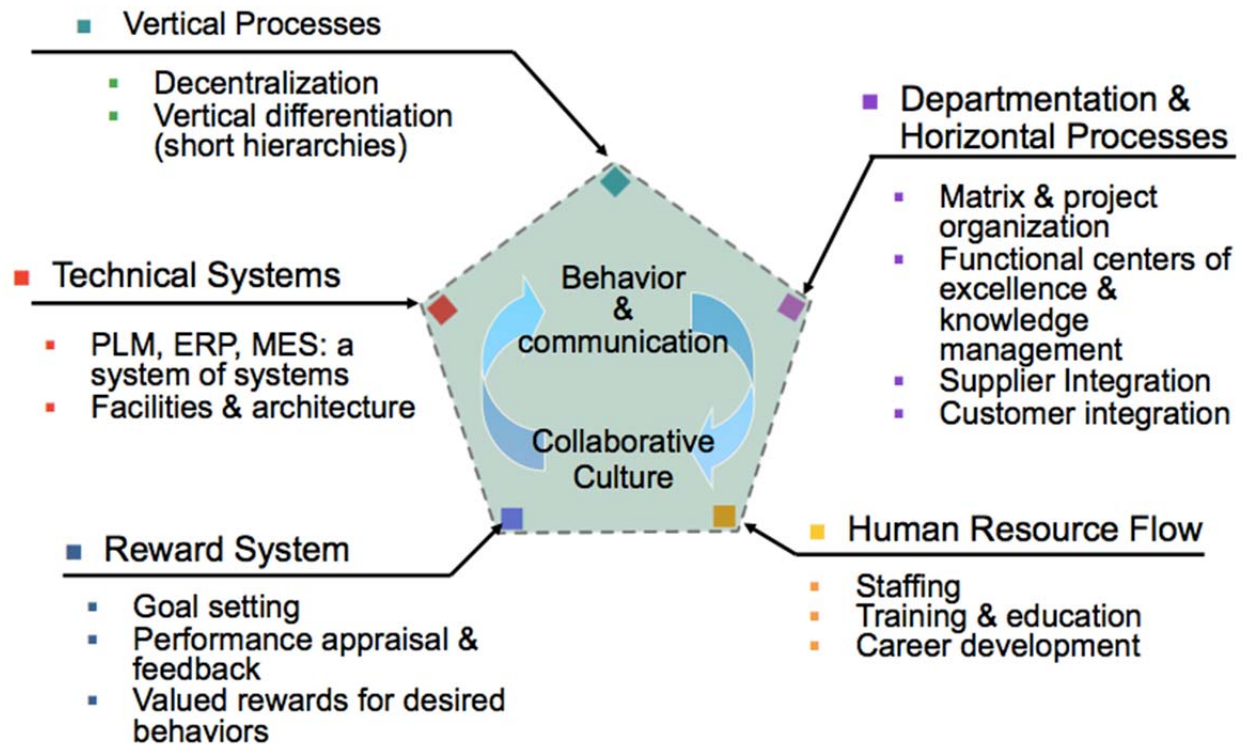 Vertical Processes
Decentralization
Vertical differentiation
(short hierarchies)
Departmentation &
Horizontal Processes
Matrix & project
organization
Functional centers of
excellence &
knowledge
management
Supplier Integration
Customer integration
Technical Systems
PLM, ERP, MES: a
system of systems
Facilities & architecture
Behavior
&
communication
Collaborative
Culture
Reward System
Goal setting
Performance appraisal &
feedback
Valued rewards for desired
behaviors
Human Resource Flow
Staffing
Training & education
Career development